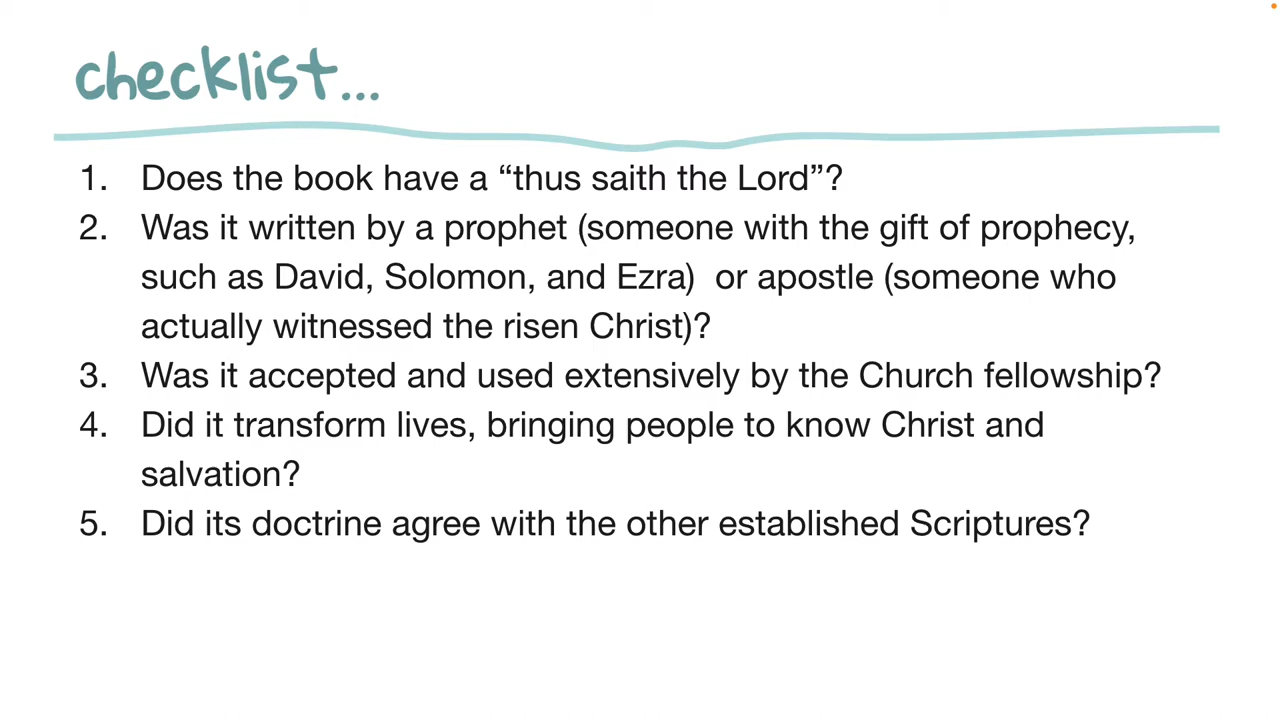 checklist...
1. Does the book have a “thus saith the Lord”?
2. Was it written by a prophet (someone with the gift of prophecy,
such as David, Solomon, and Ezra)  or apostle (someone who
actually witnessed the risen Christ)?
3. Was it accepted and used extensively by the Church fellowship?
4. Did it transform lives, bringing people to know Christ and
salvation?
5. Did its doctrine agree with the other established Scriptures?